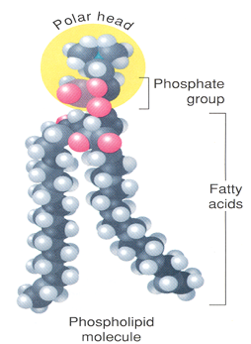 Polar head
Phosphate
group
Fatty
acids
Phospholipid
molecule